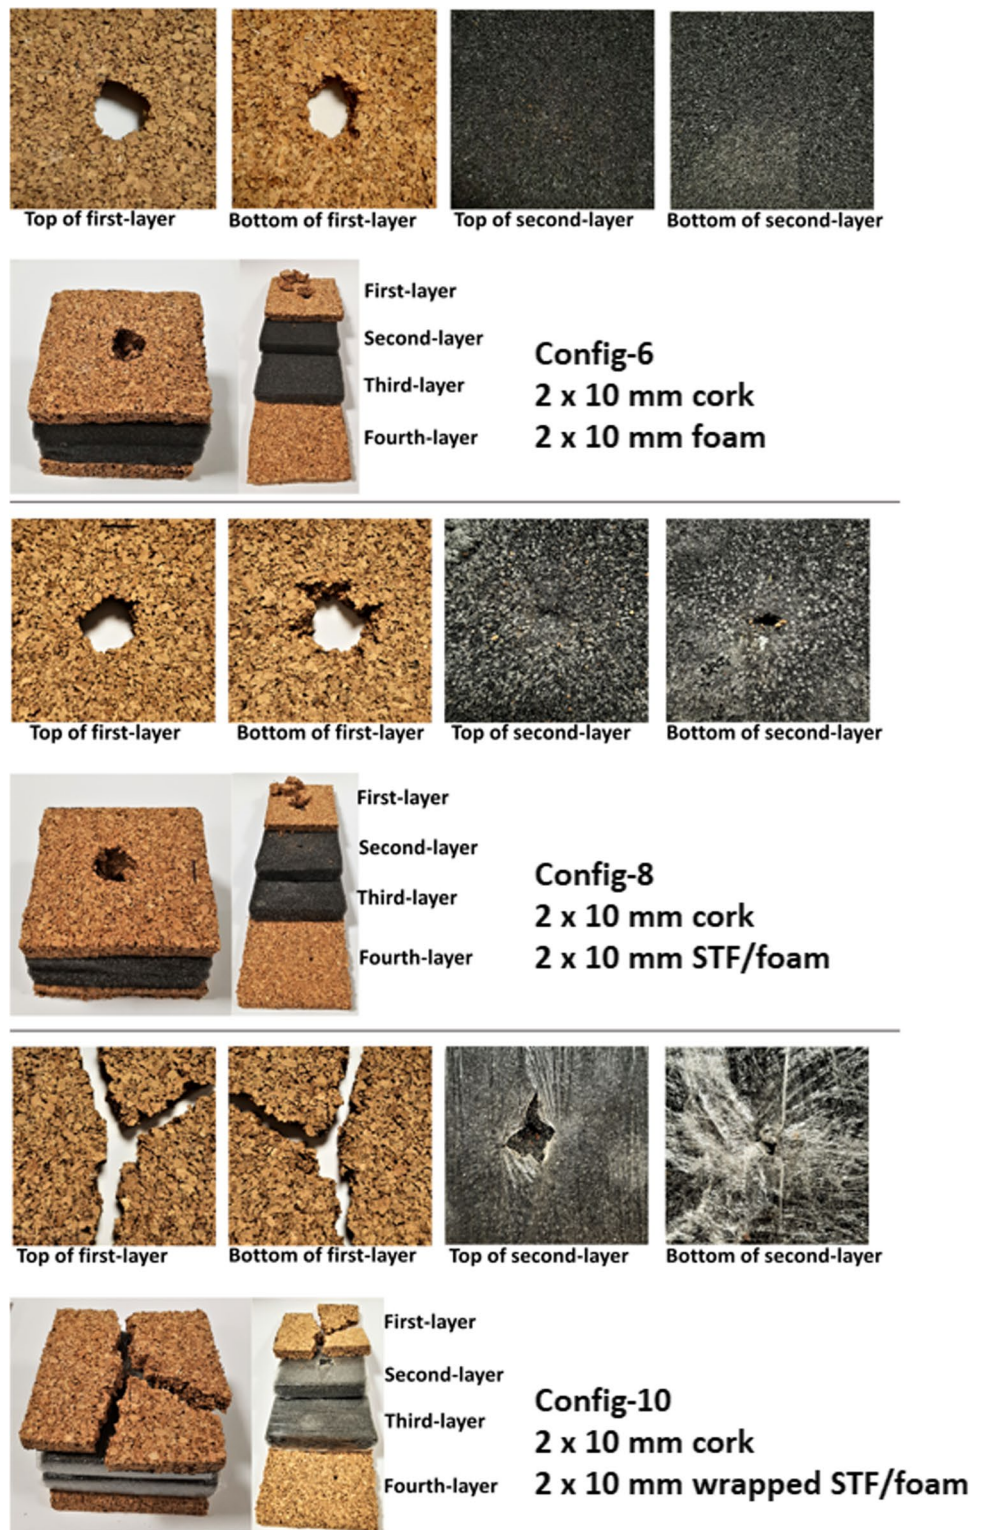 Top of first-layer
Bottom of first-layer
Top of second-layer
Bottom of second-layer
First-layer
Second-layer
Third-layer
Fourth-layer
Config-6
2 x 10 mm cork
2 x 10 mm foam
Top of first-layer
Bottom of first-layer
Top of second-layer
Bottom of second-layer
First-layer
Second-layer
Third-layer
Fourth-layer
Config-8
2 x 10 mm cork
2 x 10 mm STF/foam
Top of first-layer
Bottom of first-layer
Top of second-layer
Bottom of second-layer
First-layer
Second-layer
Third-layer
Fourth-layer
Config-10
2 x 10 mm cork
2 x 10 mm wrapped STF/foam